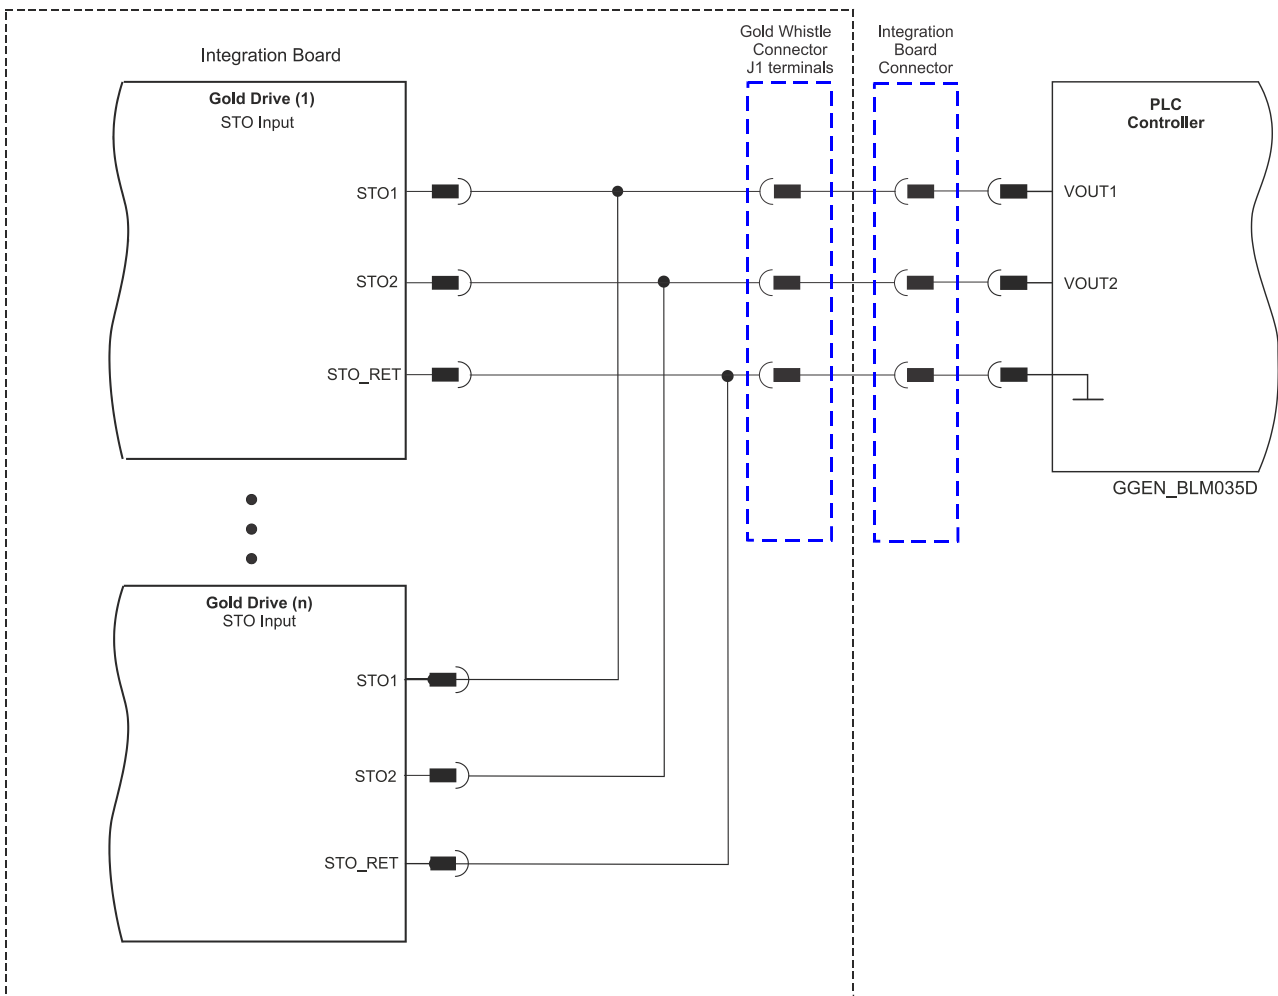 Integration Board
Gold Whistle
Connector
J1 terminals
Integration
Board
Connector
Gold Drive (1)
STO Input
STO1
STO2
STO_RET
PLC
Controller
VOUT1
VOUT2
GGEN_BLM035D
Gold Drive (n)
STO Input
STO1
STO2
STO_RET